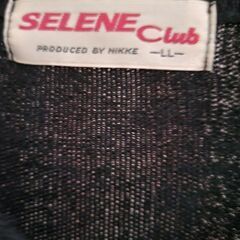 SELENE Club
PRODUCED BY NIKKE -LL-